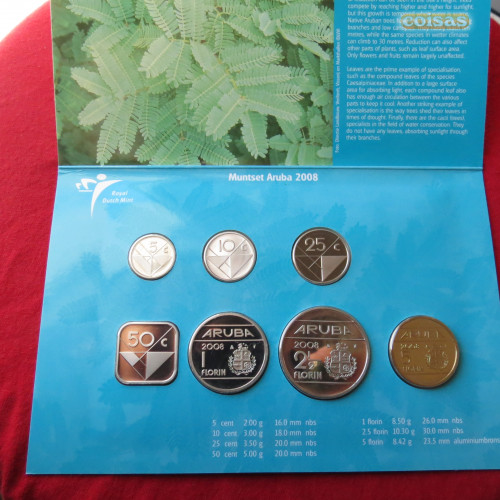 compete by reaching higher and higher for sunlight,
but this growth is
Native Aruban trees
branches and low
meters, while the same species in wetter climates
can climb to 30 metres. Reduction can also affect
other parts of plants, such as leaf surface area.
Only flowers and fruits remain largely unaffected.
coisas
Leaves are the prime example of specialisation,
such as the compound leaves of the species
Caesalpiniaceae. In addition to a large surface
area for absorbing light, each compound leaf also
has enough air circulation between the various
parts to keep it cool. Another striking example of
specialisation is the way trees shed their leaves in
times of drought. Finally, there are the cacti: lowest
specialists in the field of water conservation. They
do not have any leaves, absorbing sunlight through
their branches.
Muntset Aruba 2008
Royal
Dutch Mint
5 c
10 c
25 c
50 c
ARUBA
2008
1
FLORIN
ARUBA
2008
2½
FLORIN
ARUBA
5 cent 2.00 g 16.0 mm nbs
10 cent 3.00 g 18.0 mm nbs
25 cent 3.50 g 20.0 mm nbs
50 cent 5.00 g 20.0 mm nbs
1 florin 8.50 g 26.0 mm nbs
2.5 florin 10.30 g 30.0 mm nbs
5 florin 8.42 g 23.5 mm aluminiumbrons